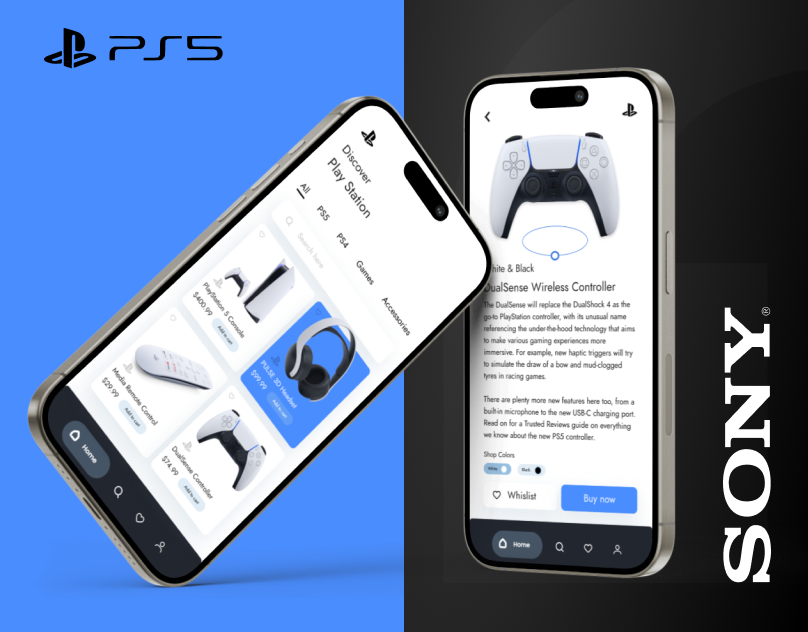 PS5
Discover
Play Station
All
PS5
PS4
Games
Accessories
Search here
PlayStation 5 Console
$400.99
Add to cart
PULSE 3D Headset
$99.99
Add to cart
Media Remote Control
$29.99
Add to cart
DualSense Controller
$74.99
Add to cart
Home
hite & Black
DualSense Wireless Controller
The DualSense will replace the DualShock 4 as the
go-to PlayStation controller, with its unusual name
referencing the under-the-hood technology that aims
to make various gaming experiences more
immersive. For example, new haptic triggers will try
to simulate the draw of a bow and mud-clogged
tyres in racing games.
There are plenty more new features here too, from a
built-in microphone to the new USB-C charging port.
Read on for a Trusted Reviews guide on everything
we know about the new PS5 controller.
Shop Colors
White
Black
Whislist
Buy now
Home
SONY®